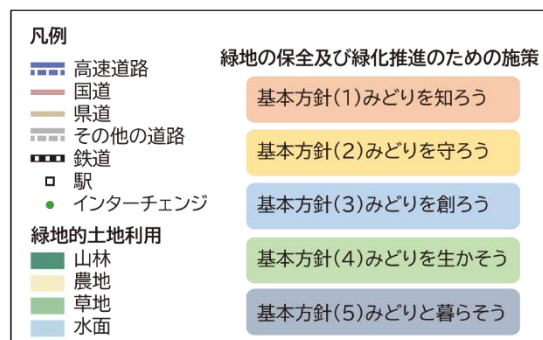 凡例
高速道路
国道
県道
その他の道路
鉄道
駅
インターチェンジ
緑地的土地利用
山林
農地
草地
水面
緑地の保全及び緑化推進のための施策
基本方針(1)みどりを知ろう
基本方針(2)みどりを守ろう
基本方針(3)みどりを創ろう
基本方針(4)みどりを生かそう
基本方針(5)みどりと暮らそう